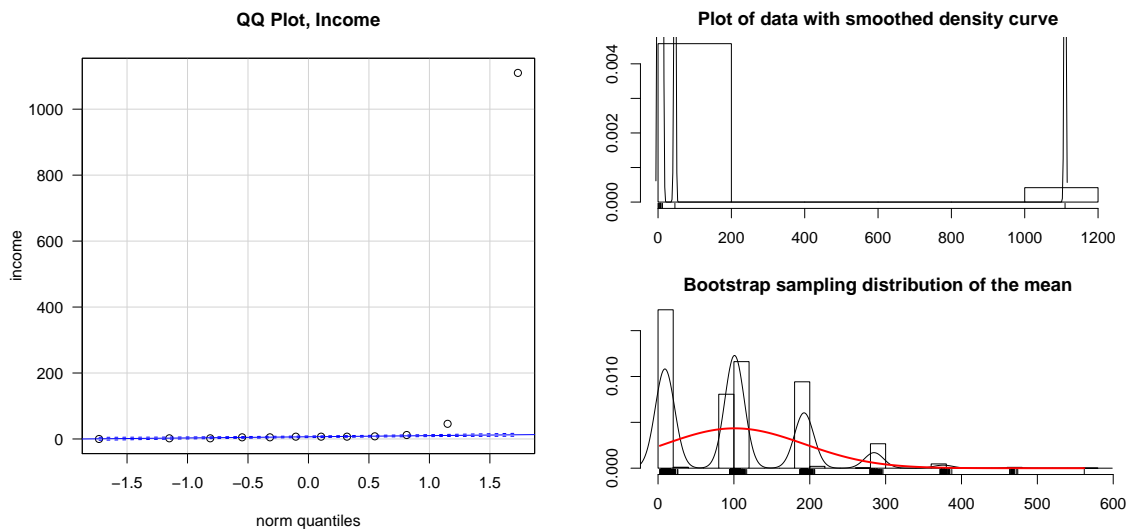 QQ Plot, Income
income
1000
800
600
400
200
0
−1.5 −1.0 −0.5 0.0 0.5 1.0 1.5
norm quantiles
Plot of data with smoothed density curve
0.004
0.002
0.000
0 200 400 600 800 1000 1200
Bootstrap sampling distribution of the mean
0.010
0.000
0 100 200 300 400 500 600